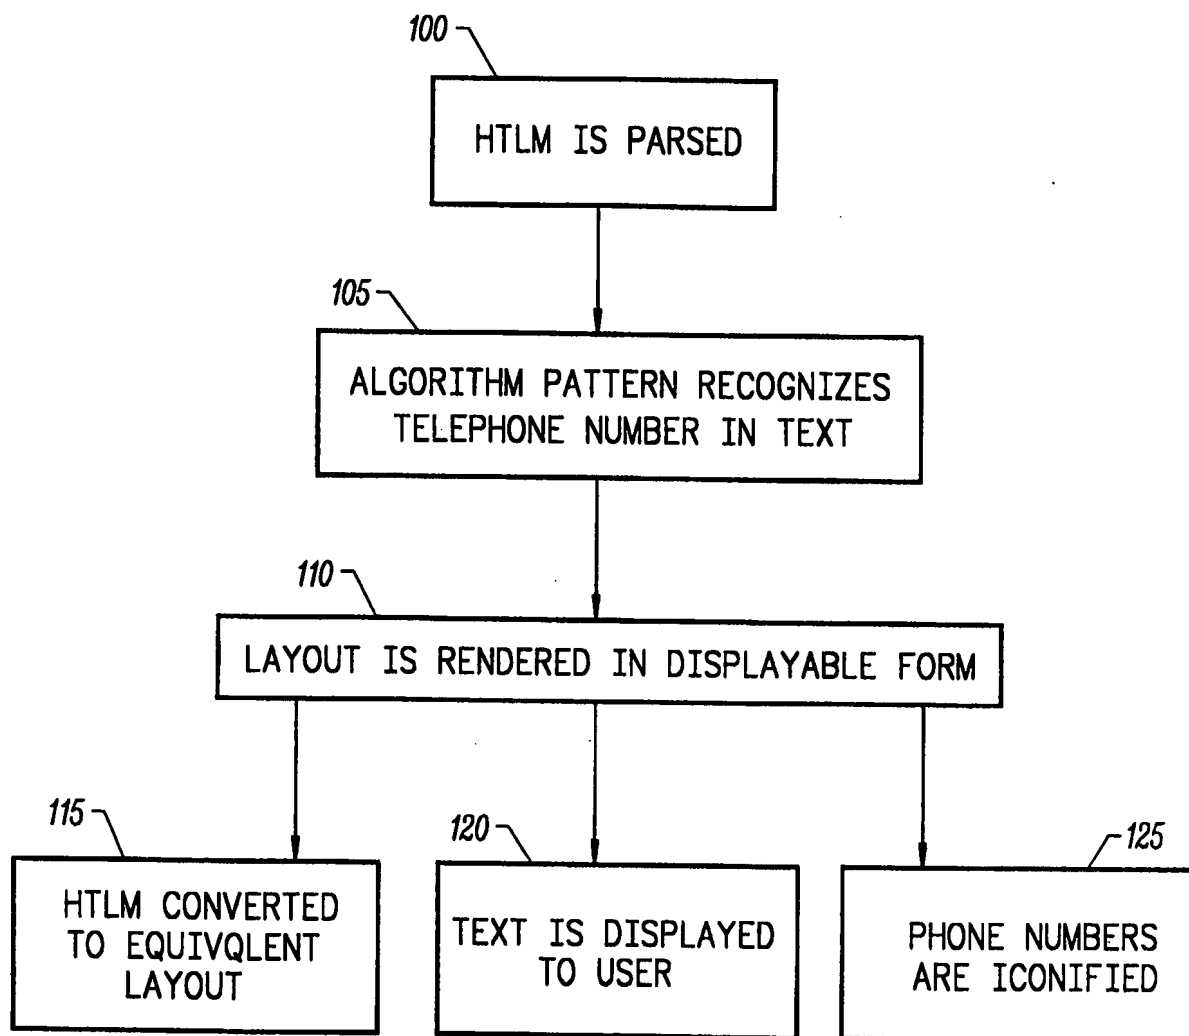 100
HTLM IS PARSED
105
ALGORITHM PATTERN RECOGNIZES
TELEPHONE NUMBER IN TEXT
110
LAYOUT IS RENDERED IN DISPLAYABLE FORM
115
HTLM CONVERTED
TO EQUIVQLENT
LAYOUT
120
TEXT IS DISPLAYED
TO USER
125
PHONE NUMBERS
ARE ICONIFIED